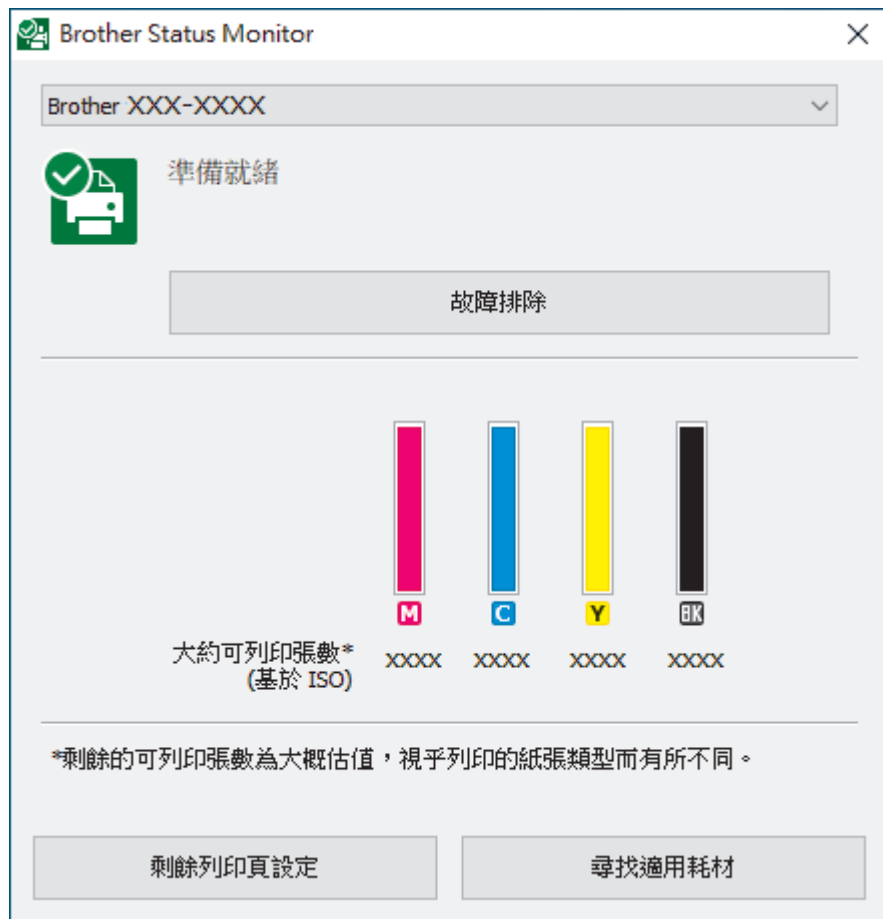 Brother Status Monitor
Brother XXX-XXXX
準備就緒
故障排除
M C Y BK
大約可列印張數* XXXX XXXX XXXX XXXX
(基於 ISO)
*剩餘的可列印張數為大概估值，視乎列印的紙張類型而有所不同。
剩餘列印頁設定 尋找適用耗材